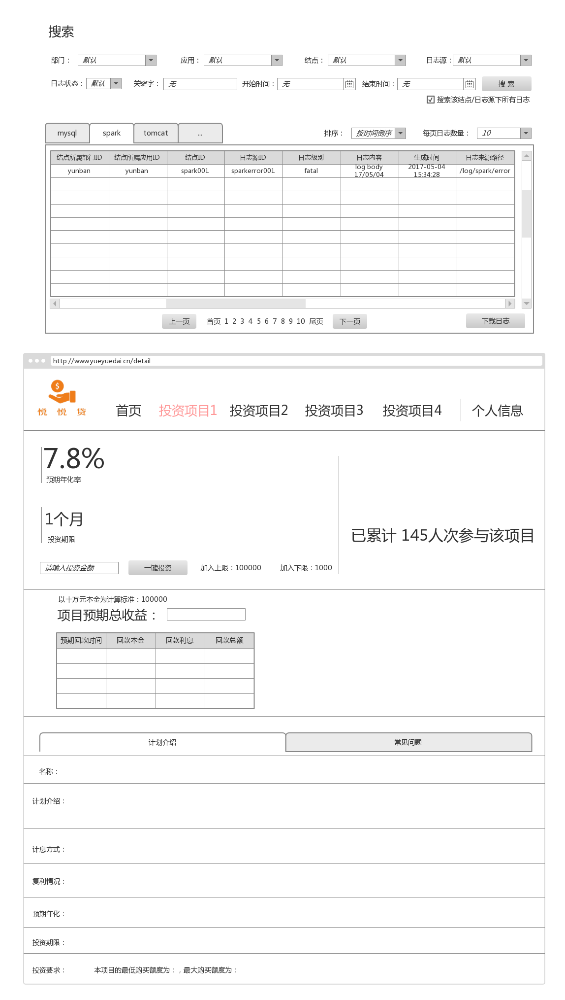 搜索
部门： 默认 应用： 默认 结点： 默认 日志源： 默认
日志状态： 默认 关键字： 无 开始时间： 无 结束时间： 无 搜 索
搜索该结点/日志源下所有日志
mysql spark tomcat ... 排序： 按时间倒序 每页日志数量： 10
结点所属部门ID 结点所属应用ID 结点ID 日志源ID 日志级别 日志内容 生成时间 日志来源路径
yunban yunban spark001 sparkerror001 fatal log body 17/05/04 2017-05-04 15:34:28 /log/spark/error
上一页 首页 1 2 3 4 5 6 7 8 9 10 尾页 下一页 下载日志
http://www.yueyuedai.cn/detail
$
悦 悦 贷
首页 投资项目1 投资项目2 投资项目3 投资项目4 个人信息
7.8%
预期年化率
1个月
投资期限
已累计 145人次参与该项目
请输入投资金额 一键投资 加入上限：100000 加入下限：1000
以十万元本金为计算标准：100000
项目预期总收益：
预期回款时间 回款本金 回款利息 回款总额
计划介绍 常见问题
名称：
计划介绍：
计息方式：
复利情况：
预期年化：
投资期限：
投资要求： 本项目的最低购买额度为：，最大购买额度为：